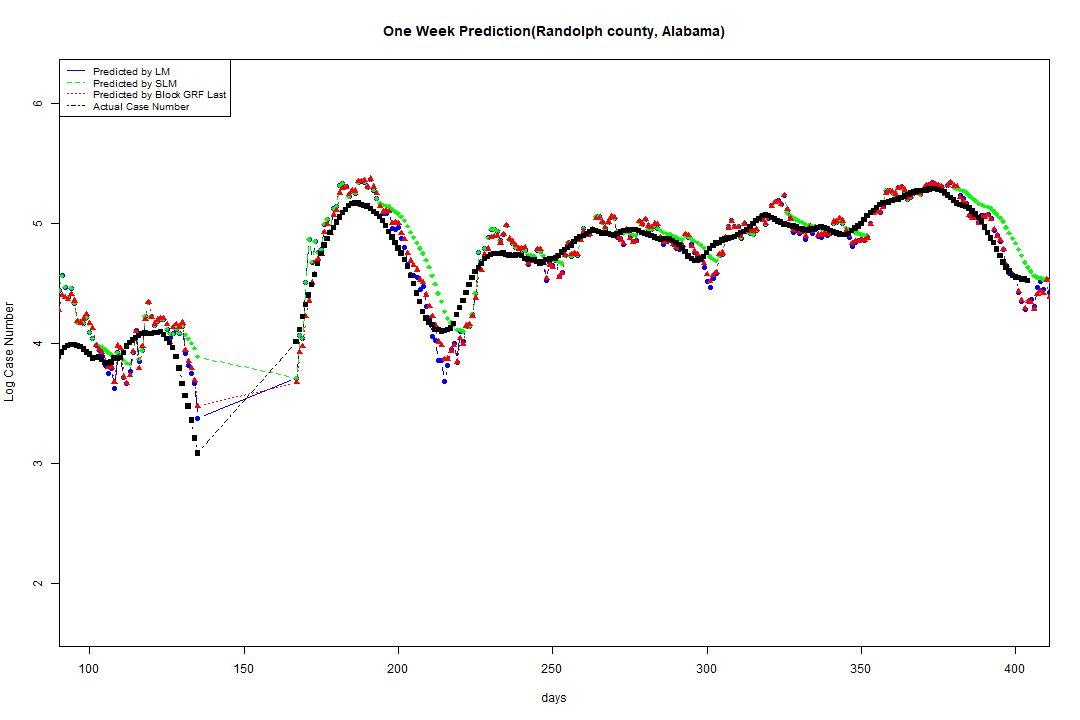 One Week Prediction(Randolph county, Alabama)
Predicted by LM
Predicted by SLM
Predicted by Block GRF Last
Actual Case Number
6
5
4
3
2
Log Case Number
100 150 200 250 300 350 400
days